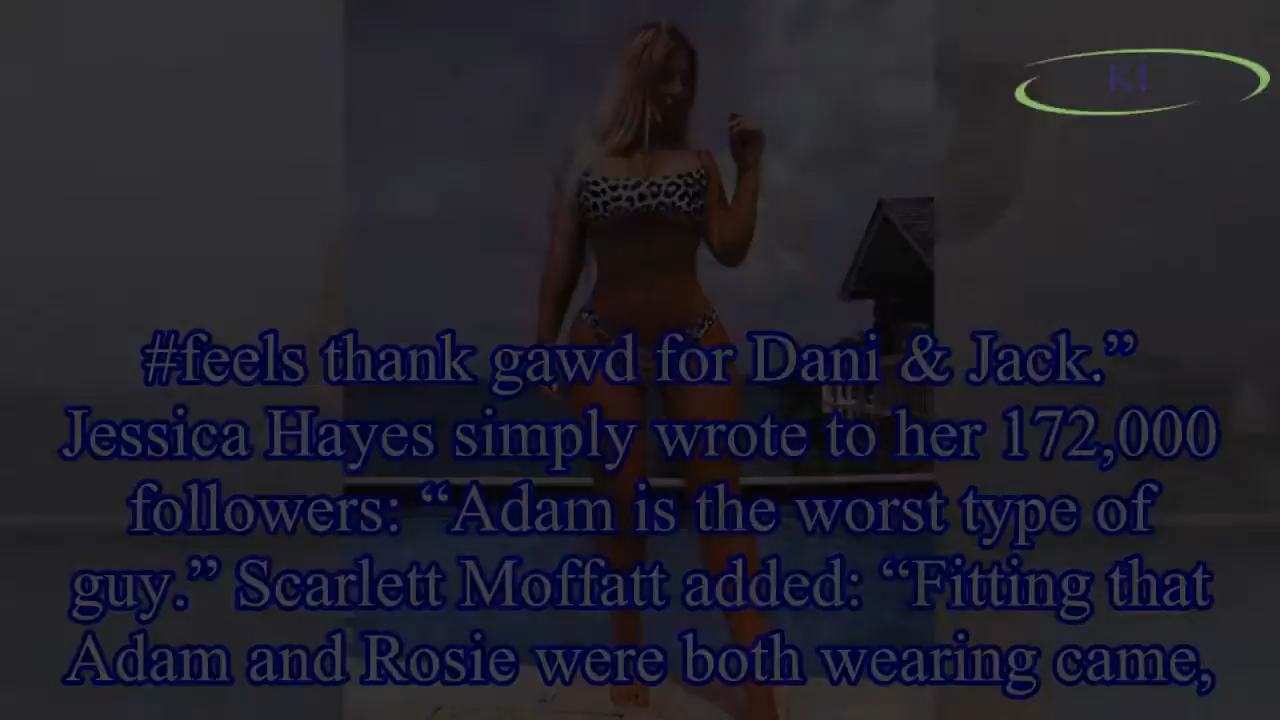 KI
#feels thank gawd for Dani & Jack.”
Jessica Hayes simply wrote to her 172,000
followers: “Adam is the worst type of
guy.” Scarlett Moffatt added: “Fitting that
Adam and Rosie were both wearing came,